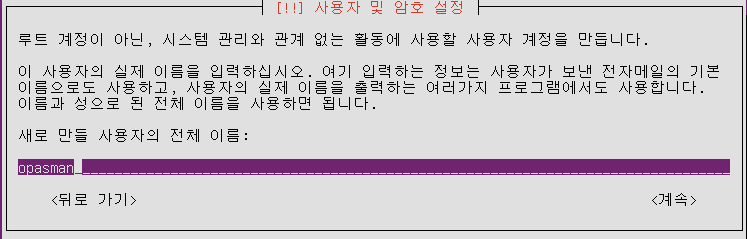 [!!] 사용자 및 암호 설정
루트 계정이 아닌, 시스템 관리와 관계 없는 활동에 사용할 사용자 계정을 만듭니다.
이 사용자의 실제 이름을 입력하십시오. 여기 입력하는 정보는 사용자가 보낸 전자메일의 기본
이름으로도 사용하고, 사용자의 실제 이름을 출력하는 여러가지 프로그램에서도 사용합니다.
이름과 성으로 된 전체 이름을 사용하면 됩니다.
새로 만들 사용자의 전체 이름:
opasman
<뒤로 가기> <계속>